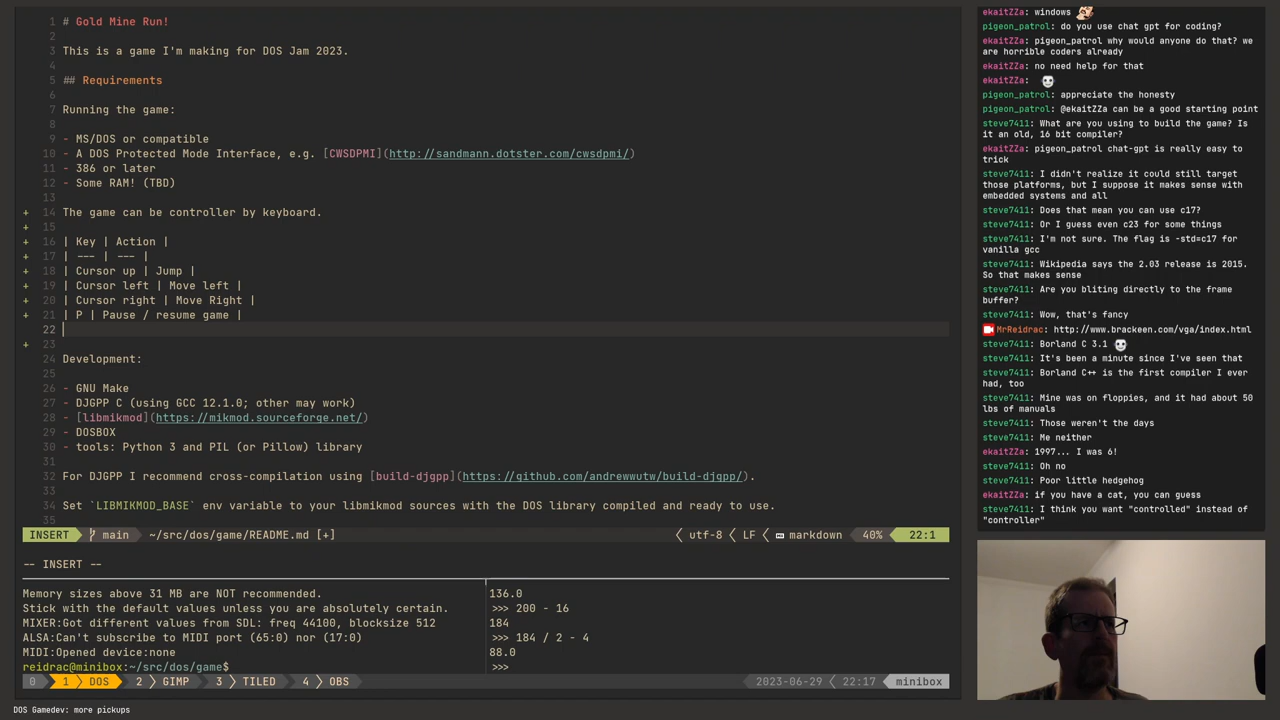 1 # Gold Mine Run!
2
3 This is a game I'm making for DOS Jam 2023.
4
5 ## Requirements
6
7 Running the game:
8
9 - MS/DOS or compatible
10 - A DOS Protected Mode Interface, e.g. [CWSDPMI](http://sandmann.dotster.com/cwsdpmi/)
11 - 386 or later
12 - Some RAM! (TBD)
13
+ 14 The game can be controller by keyboard.
+ 15
+ 16 | Key | Action |
+ 17 | --- | --- |
+ 18 | Cursor up | Jump |
+ 19 | Cursor left | Move left |
+ 20 | Cursor right | Move Right |
+ 21 | P | Pause / resume game |
22
+ 23
24 Development:
25
26 - GNU Make
27 - DJGPP C (using GCC 12.1.0; other may work)
28 - [libmikmod](https://mikmod.sourceforge.net/)
29 - DOSBOX
30 - tools: Python 3 and PIL (or Pillow) library
31
32 For DJGPP I recommend cross-compilation using [build-djgpp](https://github.com/andrewwutw/build-djgpp/).
33
34 Set `LIBMIKMOD_BASE` env variable to your libmikmod sources with the DOS library compiled and ready to use.
35
INSERT main ~/src/dos/game/README.md [+] utf-8 LF markdown 40% 22:1
-- INSERT --
Memory sizes above 31 MB are NOT recommended.
Stick with the default values unless you are absolutely certain.
MIXER:Got different values from SDL: freq 44100, blocksize 512
ALSA:Can't subscribe to MIDI port (65:0) nor (17:0)
MIDI:Opened device:none
reidrac@minibox:~/src/dos/game$
136.0
>>> 200 - 16
184
>>> 184 / 2 - 4
88.0
>>>
0 1 DOS 2 GIMP 3 TILED 4 OBS 2023-06-29 22:17 minibox
DOS Gamedev: more pickups
ekaitZZa: windows
pigeon_patrol: do you use chat gpt for coding?
ekaitZZa: pigeon_patrol why would anyone do that? we
are horrible coders already
ekaitZZa: no need help for that
ekaitZZa:
pigeon_patrol: appreciate the honesty
pigeon_patrol: @ekaitZZa can be a good starting point
steve7411: What are you using to build the game? Is
it an old, 16 bit compiler?
ekaitZZa: pigeon_patrol chat-gpt is really easy to
trick
steve7411: I didn't realize it could still target
those platforms, but I suppose it makes sense with
embedded systems and all
steve7411: Does that mean you can use c17?
steve7411: Or I guess even c23 for some things
steve7411: I'm not sure. The flag is -std=c17 for
vanilla gcc
steve7411: Wikipedia says the 2.03 release is 2015.
So that makes sense
steve7411: Are you bliting directly to the frame
buffer?
steve7411: Wow, that's fancy
MrReidrac: http://www.brackeen.com/vga/index.html
steve7411: Borland C 3.1
steve7411: It's been a minute since I've seen that
steve7411: Borland C++ is the first compiler I ever
had, too
steve7411: Mine was on floppies, and it had about 50
lbs of manuals
steve7411: Those weren't the days
steve7411: Me neither
ekaitZZa: 1997... I was 6!
steve7411: Oh no
steve7411: Poor little hedgehog
ekaitZZa: if you have a cat, you can guess
steve7411: I think you want "controlled" instead of
"controller"